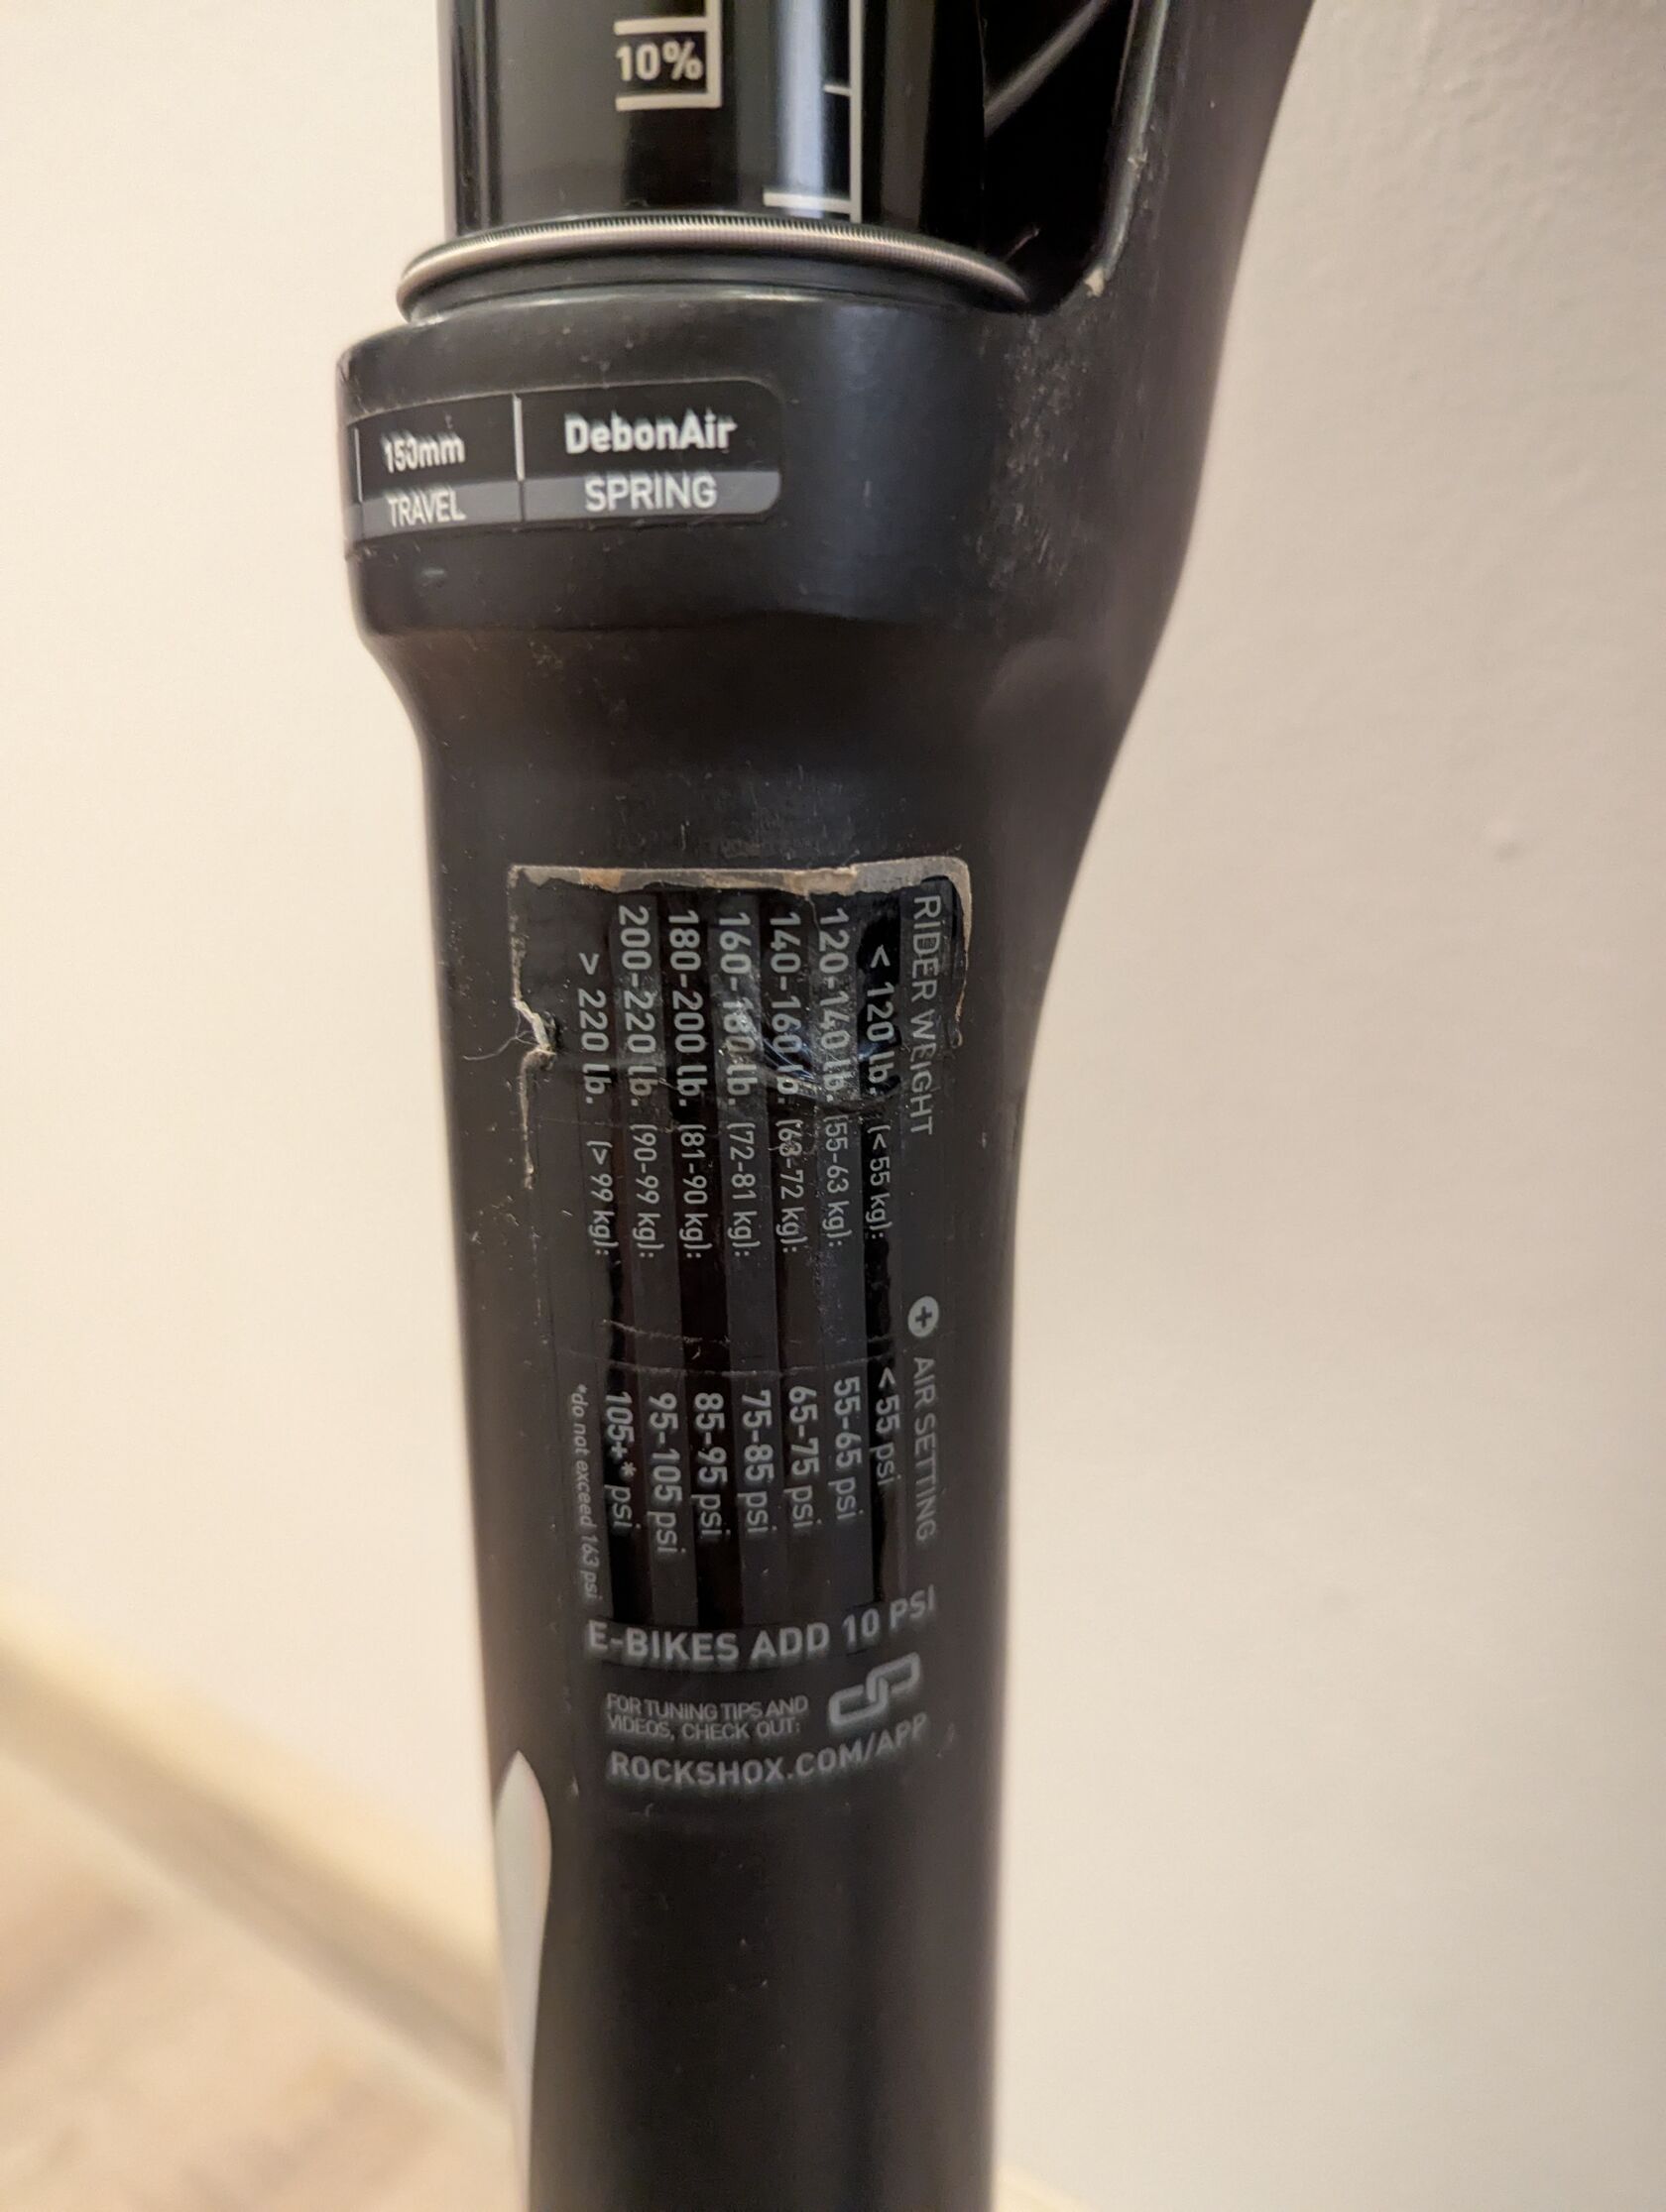 10%
150mm
TRAVEL
DebonAir
SPRING
RIDER WEIGHT + AIR SETTING
< 120 lb. (< 55 kg): < 55 psi
120-140 lb. (55-63 kg): 55-65 psi
140-160 lb. (63-72 kg): 65-75 psi
160-180 lb. (72-81 kg): 75-85 psi
180-200 lb. (81-90 kg): 85-95 psi
200-220 lb. (90-99 kg): 95-105 psi
> 220 lb. (> 99 kg): 105+* psi
*do not exceed 163 psi
E-BIKES ADD 10 PSI
FOR TUNING TIPS AND
VIDEOS, CHECK OUT:
ROCKSHOX.COM/APP